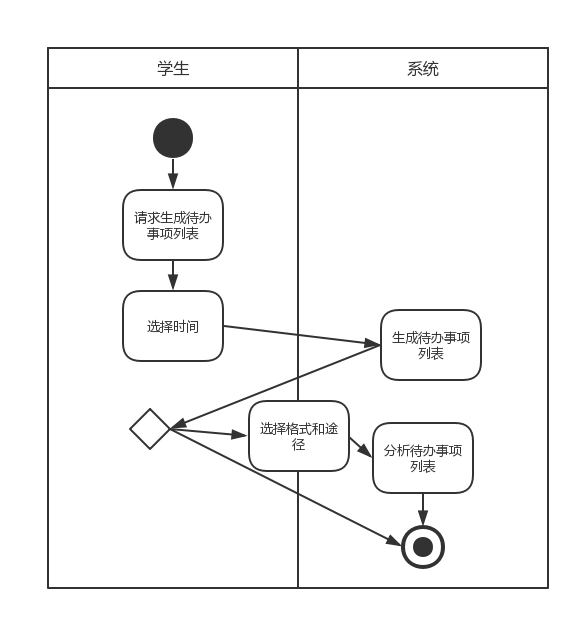 学生
系统
请求生成待办
事项列表
选择时间
生成待办事项
列表
选择格式和途
径
分析待办事项
列表